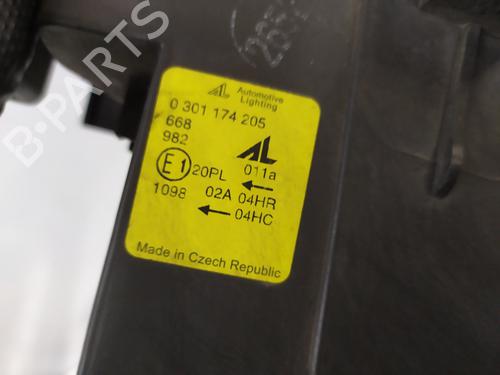 AL Automotive
Lighting
0 301 174 205
668
982
AL
E1 20PL 011a
1098 02A 04HR
04HC
Made in Czech Republic
B-PARTS